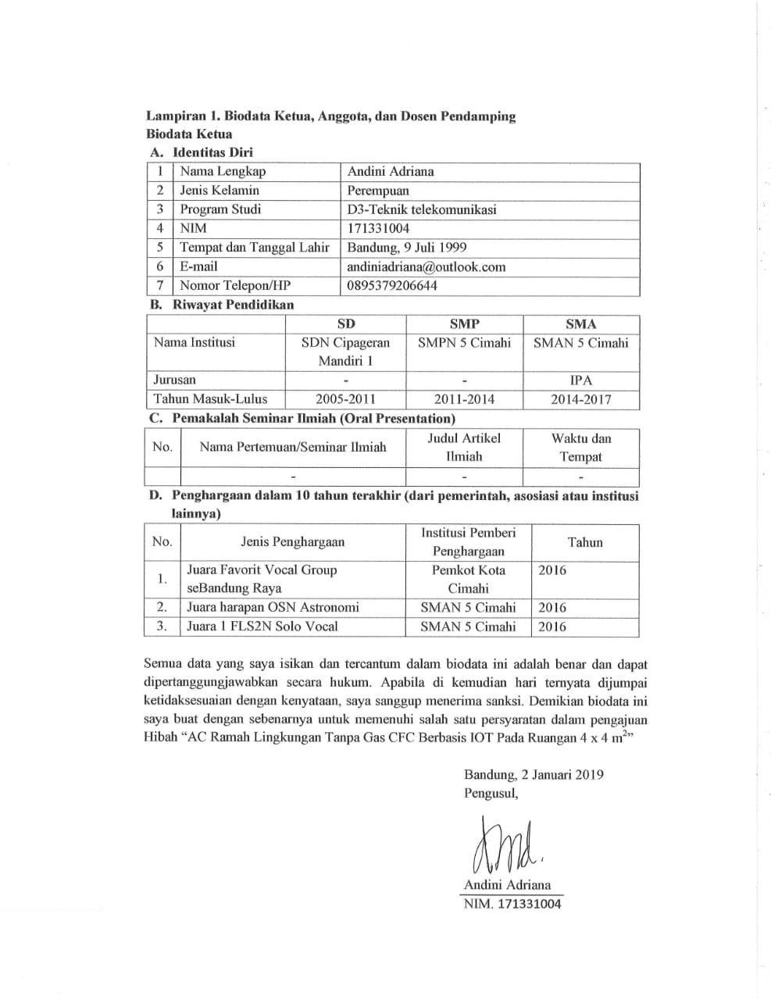 Lampiran 1. Biodata Ketua, Anggota, dan Dosen Pendamping
Biodata Ketua
A. Identitas Diri
1 Nama Lengkap Andini Adriana
2 Jenis Kelamin Perempuan
3 Program Studi D3-Teknik telekomunikasi
4 NIM 171331004
5 Tempat dan Tanggal Lahir Bandung, 9 Juli 1999
6 E-mail andiniadriana@outlook.com
7 Nomor Telepon/HP 0895379206644
B. Riwayat Pendidikan
SD SMP SMA
Nama Institusi SDN Cipageran SMPN 5 Cimahi SMAN 5 Cimahi
Mandiri 1
Jurusan - - IPA
Tahun Masuk-Lulus 2005-2011 2011-2014 2014-2017
C. Pemakalah Seminar Ilmiah (Oral Presentation)
No. Nama Pertemuan/Seminar Ilmiah Judul Artikel Waktu dan
Ilmiah Tempat
- - -
D. Penghargaan dalam 10 tahun terakhir (dari pemerintah, asosiasi atau institusi
lainnya)
No. Jenis Penghargaan Institusi Pemberi Tahun
Penghargaan
1. Juara Favorit Vocal Group Pemkot Kota 2016
seBandung Raya Cimahi
2. Juara harapan OSN Astronomi SMAN 5 Cimahi 2016
3. Juara 1 FLS2N Solo Vocal SMAN 5 Cimahi 2016
Semua data yang saya isikan dan tercantum dalam biodata ini adalah benar dan dapat
dipertanggungjawabkan secara hukum. Apabila di kemudian hari ternyata dijumpai
ketidaksesuaian dengan kenyataan, saya sanggup menerima sanksi. Demikian biodata ini
saya buat dengan sebenarnya untuk memenuhi salah satu persyaratan dalam pengajuan
Hibah “AC Ramah Lingkungan Tanpa Gas CFC Berbasis IOT Pada Ruangan 4 x 4 m²”
Bandung, 2 Januari 2019
Pengusul,
Andini Adriana
NIM. 171331004